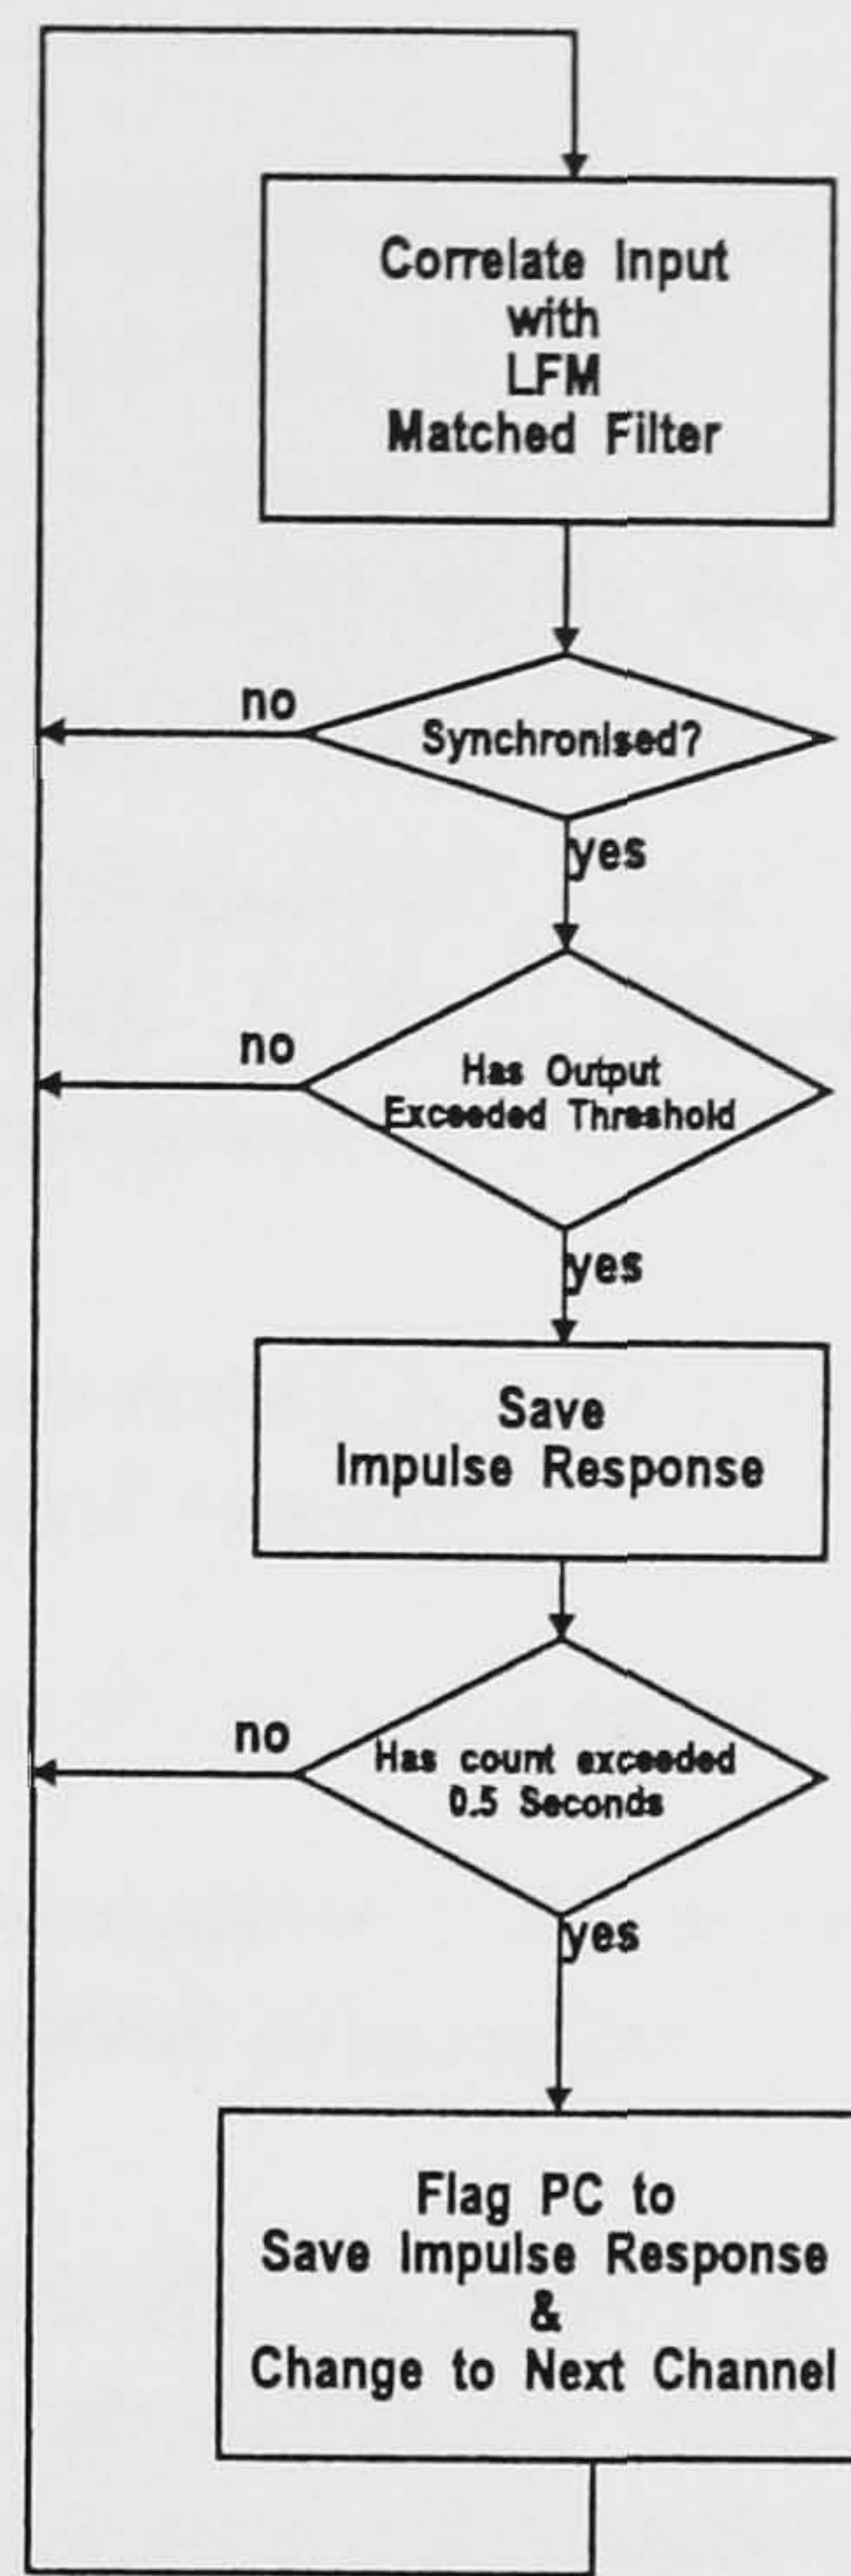 Correlate Input
with
LFM
Matched Filter
no
Synchronised?
yes
no
Has Output
Exceeded Threshold
yes
Save
Impulse Response
no
Has count exceeded
0.5 Seconds
yes
Flag PC to
Save Impulse Response
&
Change to Next Channel